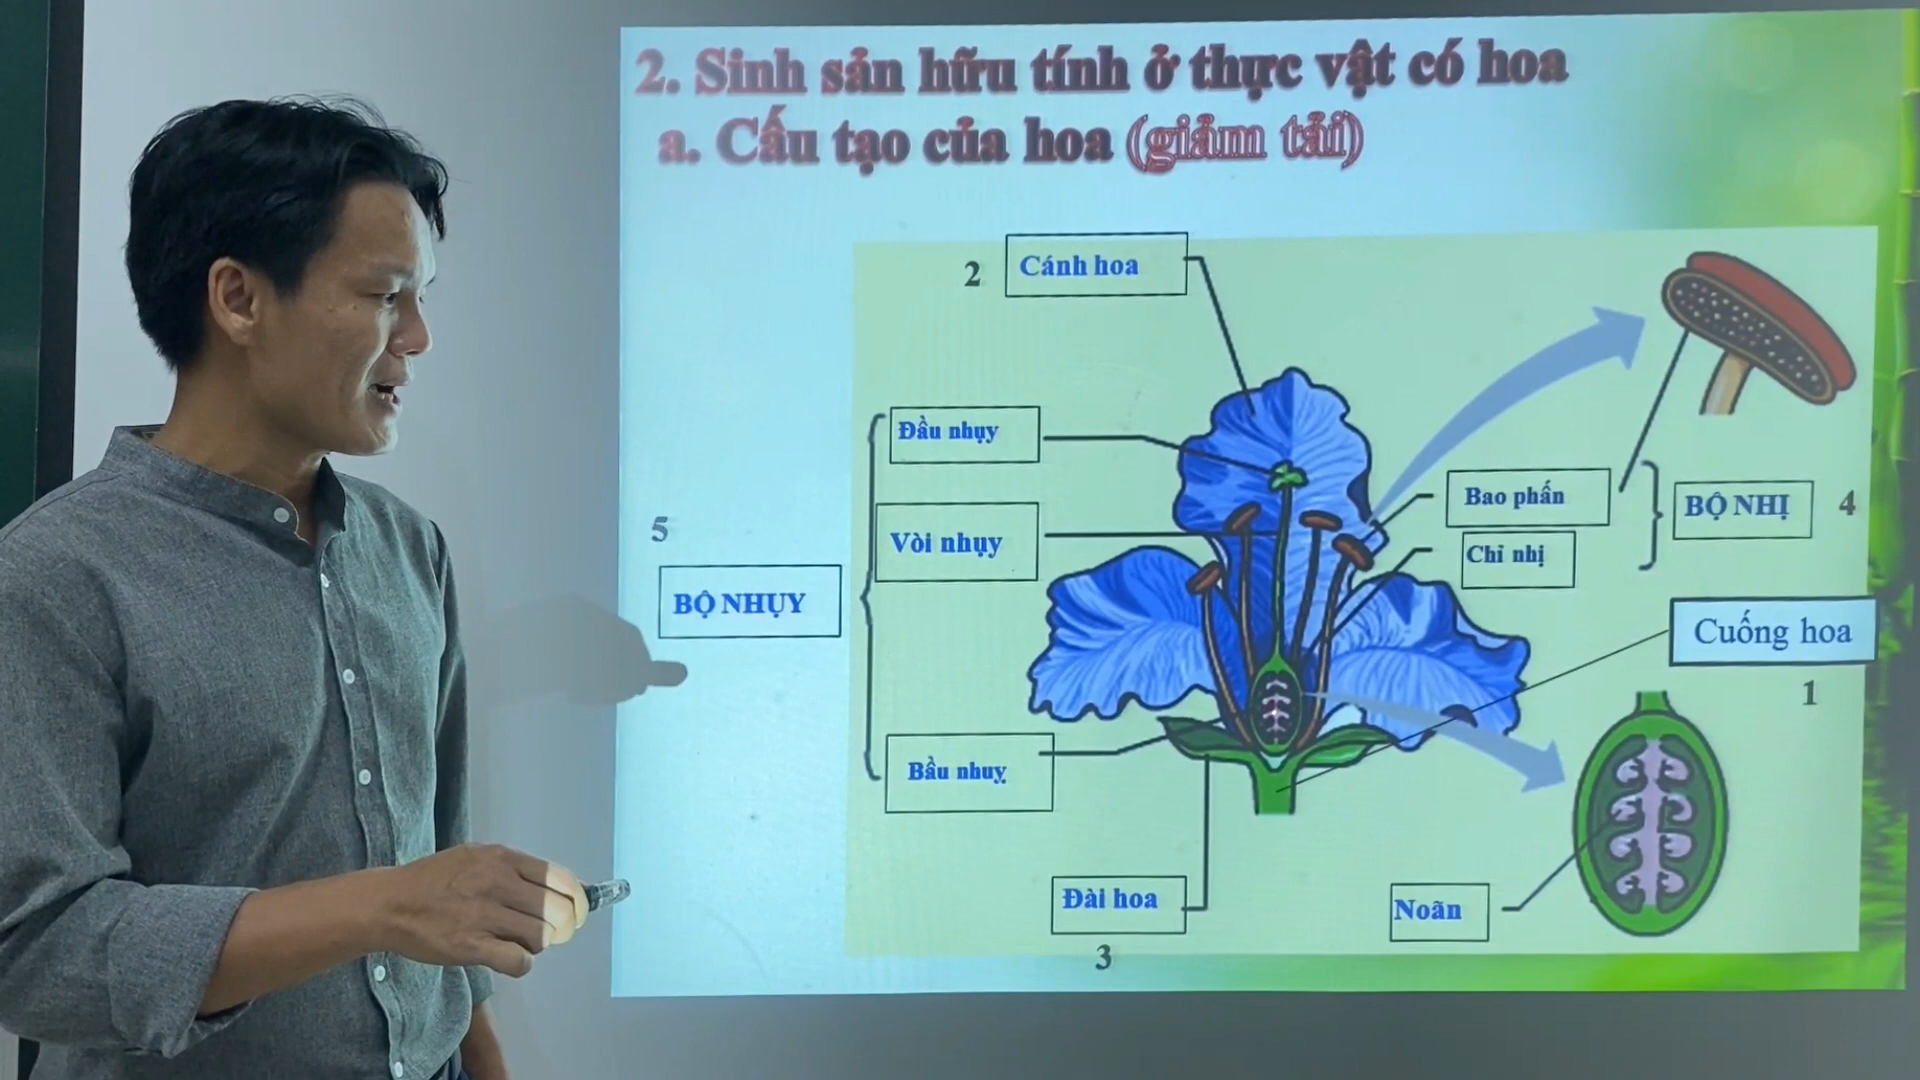 2. Sinh sản hữu tính ở thực vật có hoa
a. Cấu tạo của hoa (giảm tải)
2
Cánh hoa
Đầu nhụy
Vòi nhụy
5
BỘ NHỤY
Bầu nhuỵ
Bao phấn
Chỉ nhị
BỘ NHỊ
4
Cuống hoa
1
Đài hoa
3
Noãn